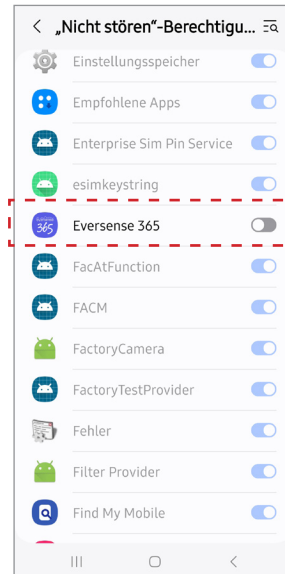 „Nicht stören“-Berechtigu...
Einstellungsspeicher
Empfohlene Apps
Enterprise Sim Pin Service
esimkeystring
365
Eversense 365
FacAtFunction
FACM
FactoryCamera
FactoryTestProvider
Fehler
Filter Provider
Find My Mobile